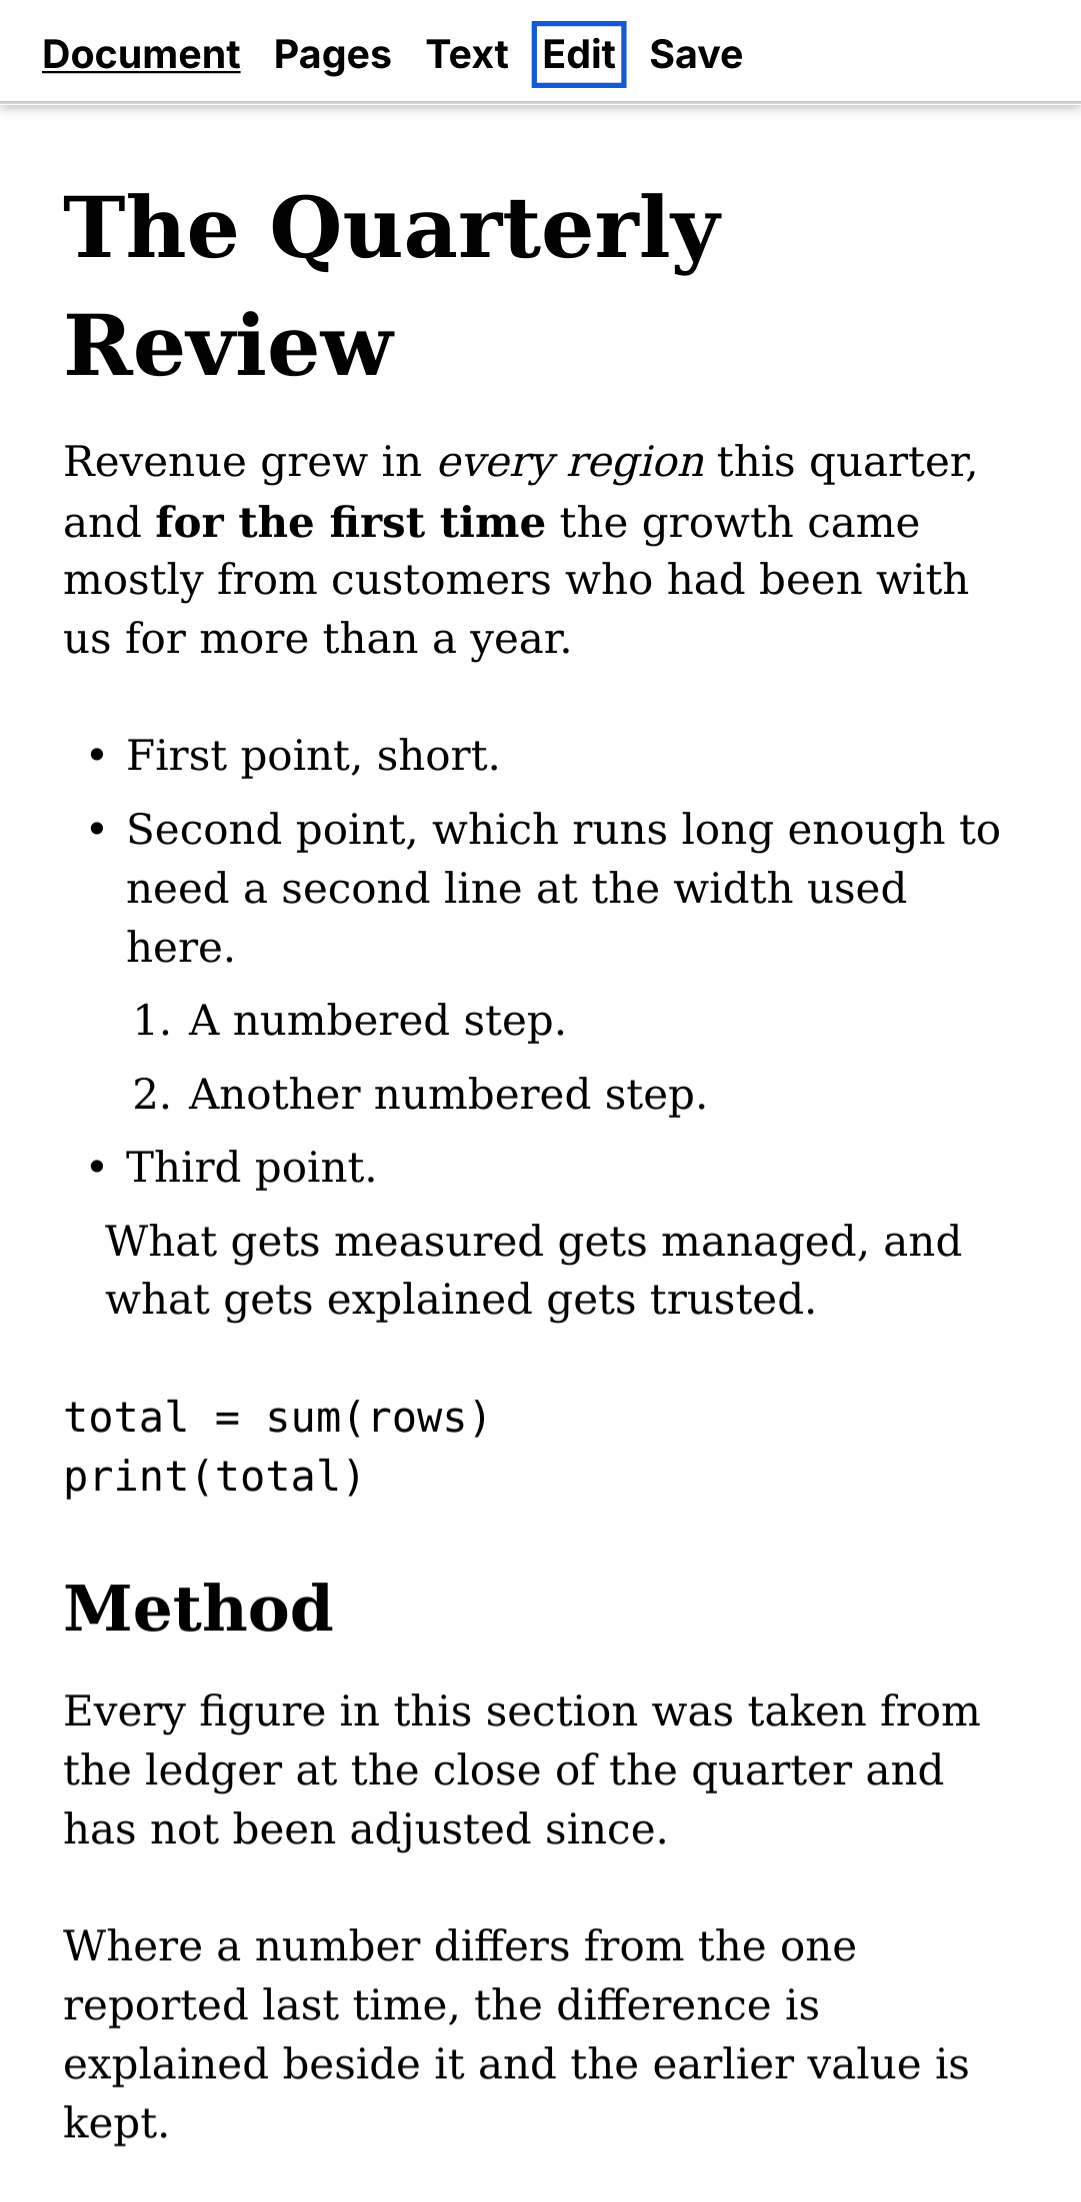 Document Pages Text Edit Save
The Quarterly
Review
Revenue grew in every region this quarter,
and for the first time the growth came
mostly from customers who had been with
us for more than a year.
• First point, short.
• Second point, which runs long enough to
need a second line at the width used
here.
1. A numbered step.
2. Another numbered step.
• Third point.
What gets measured gets managed, and
what gets explained gets trusted.
total = sum(rows)
print(total)
Method
Every figure in this section was taken from
the ledger at the close of the quarter and
has not been adjusted since.
Where a number differs from the one
reported last time, the difference is
explained beside it and the earlier value is
kept.